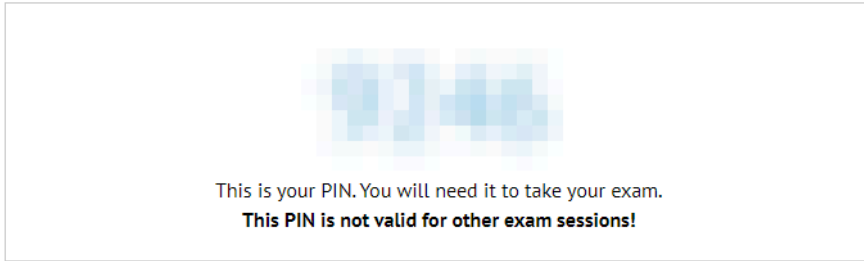 This is your PIN. You will need it to take your exam.
This PIN is not valid for other exam sessions!